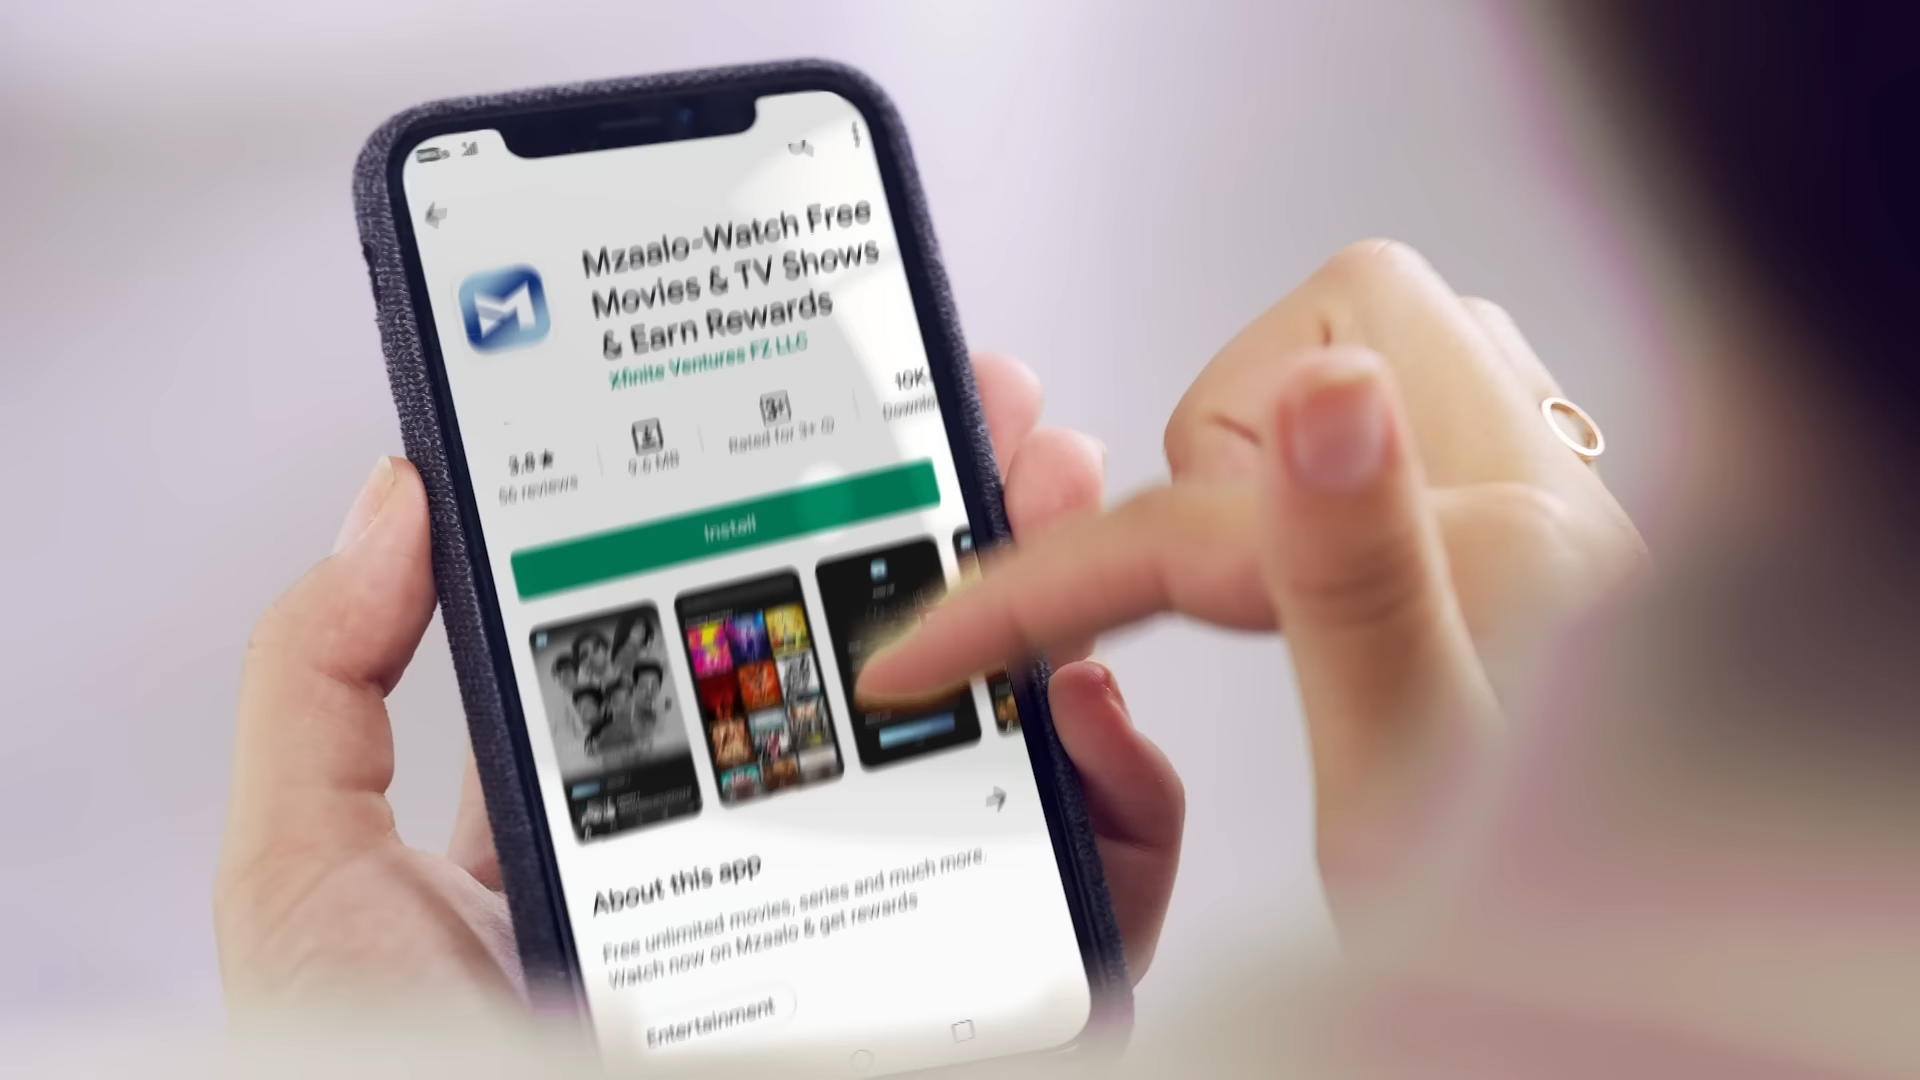 Mzaalo-Watch Free
Movies & TV Shows
& Earn Rewards
Xfinite Ventures FZ LLC
3.8★
56 reviews
9.6 MB
3+
Rated for 3+
10K+
Downlo
Install
About this app
Free unlimited movies, series and much more.
Watch now on Mzaalo & get rewards
Entertainment